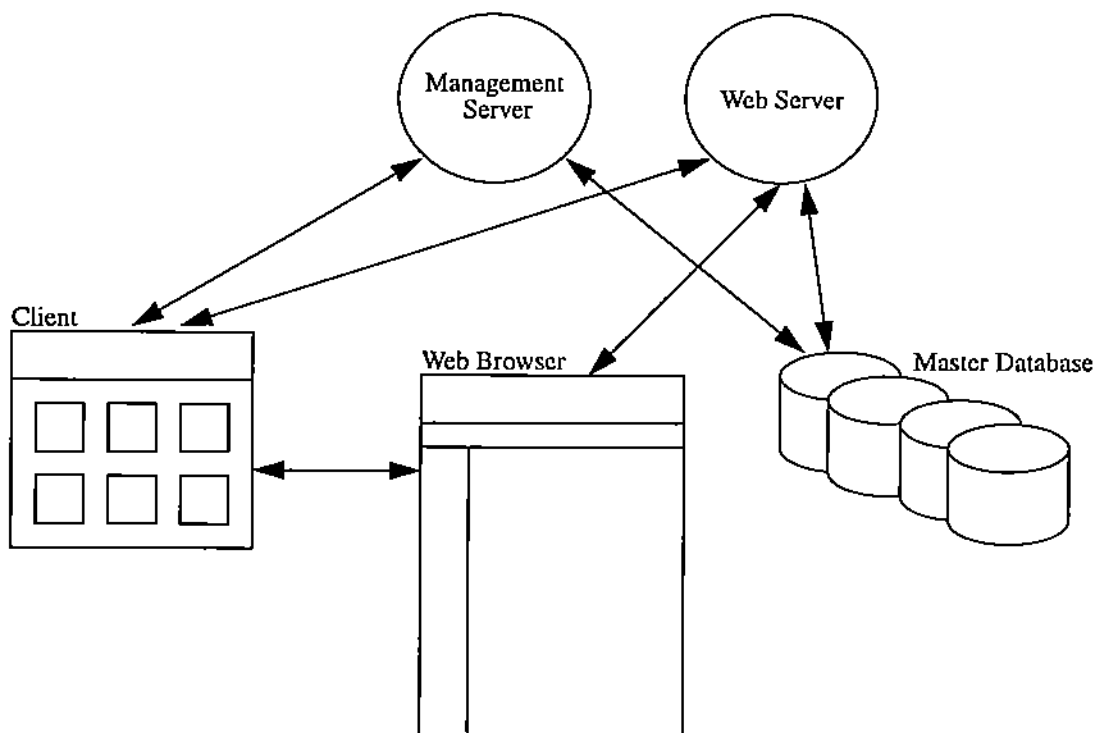 Management
Server
Web Server
Client
Web Browser
Master Database